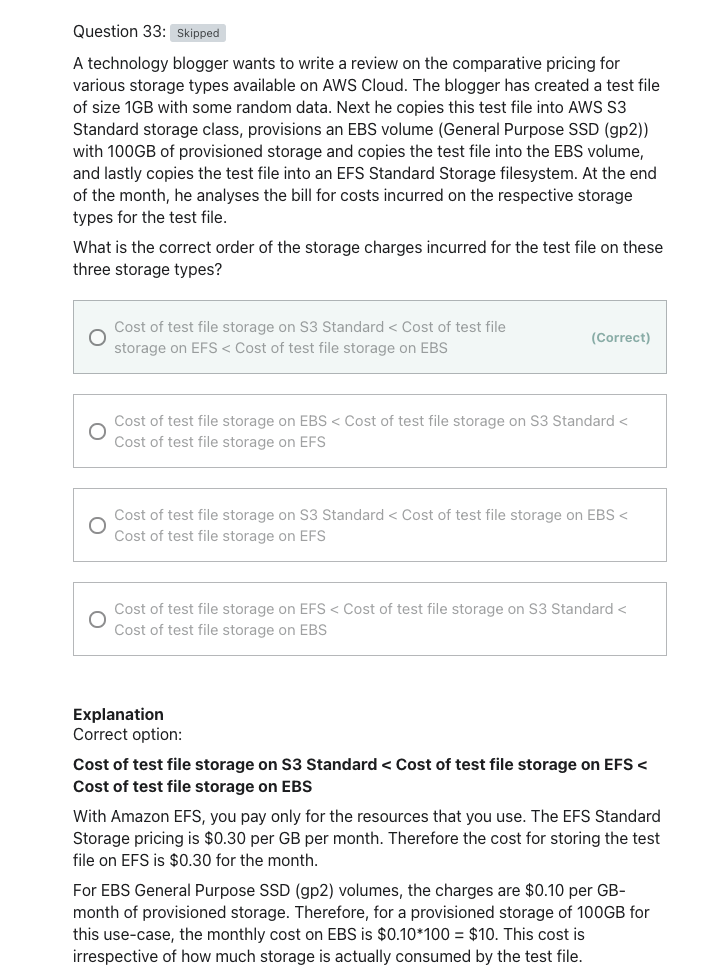 Question 33: Skipped
A technology blogger wants to write a review on the comparative pricing for
various storage types available on AWS Cloud. The blogger has created a test file
of size 1GB with some random data. Next he copies this test file into AWS S3
Standard storage class, provisions an EBS volume (General Purpose SSD (gp2))
with 100GB of provisioned storage and copies the test file into the EBS volume,
and lastly copies the test file into an EFS Standard Storage filesystem. At the end
of the month, he analyses the bill for costs incurred on the respective storage
types for the test file.
What is the correct order of the storage charges incurred for the test file on these
three storage types?
Cost of test file storage on S3 Standard < Cost of test file
storage on EFS < Cost of test file storage on EBS
(Correct)
Cost of test file storage on EBS < Cost of test file storage on S3 Standard <
Cost of test file storage on EFS
Cost of test file storage on S3 Standard < Cost of test file storage on EBS <
Cost of test file storage on EFS
Cost of test file storage on EFS < Cost of test file storage on S3 Standard <
Cost of test file storage on EBS
Explanation
Correct option:
Cost of test file storage on S3 Standard < Cost of test file storage on EFS <
Cost of test file storage on EBS
With Amazon EFS, you pay only for the resources that you use. The EFS Standard
Storage pricing is $0.30 per GB per month. Therefore the cost for storing the test
file on EFS is $0.30 for the month.
For EBS General Purpose SSD (gp2) volumes, the charges are $0.10 per GB-
month of provisioned storage. Therefore, for a provisioned storage of 100GB for
this use-case, the monthly cost on EBS is $0.10*100 = $10. This cost is
irrespective of how much storage is actually consumed by the test file.